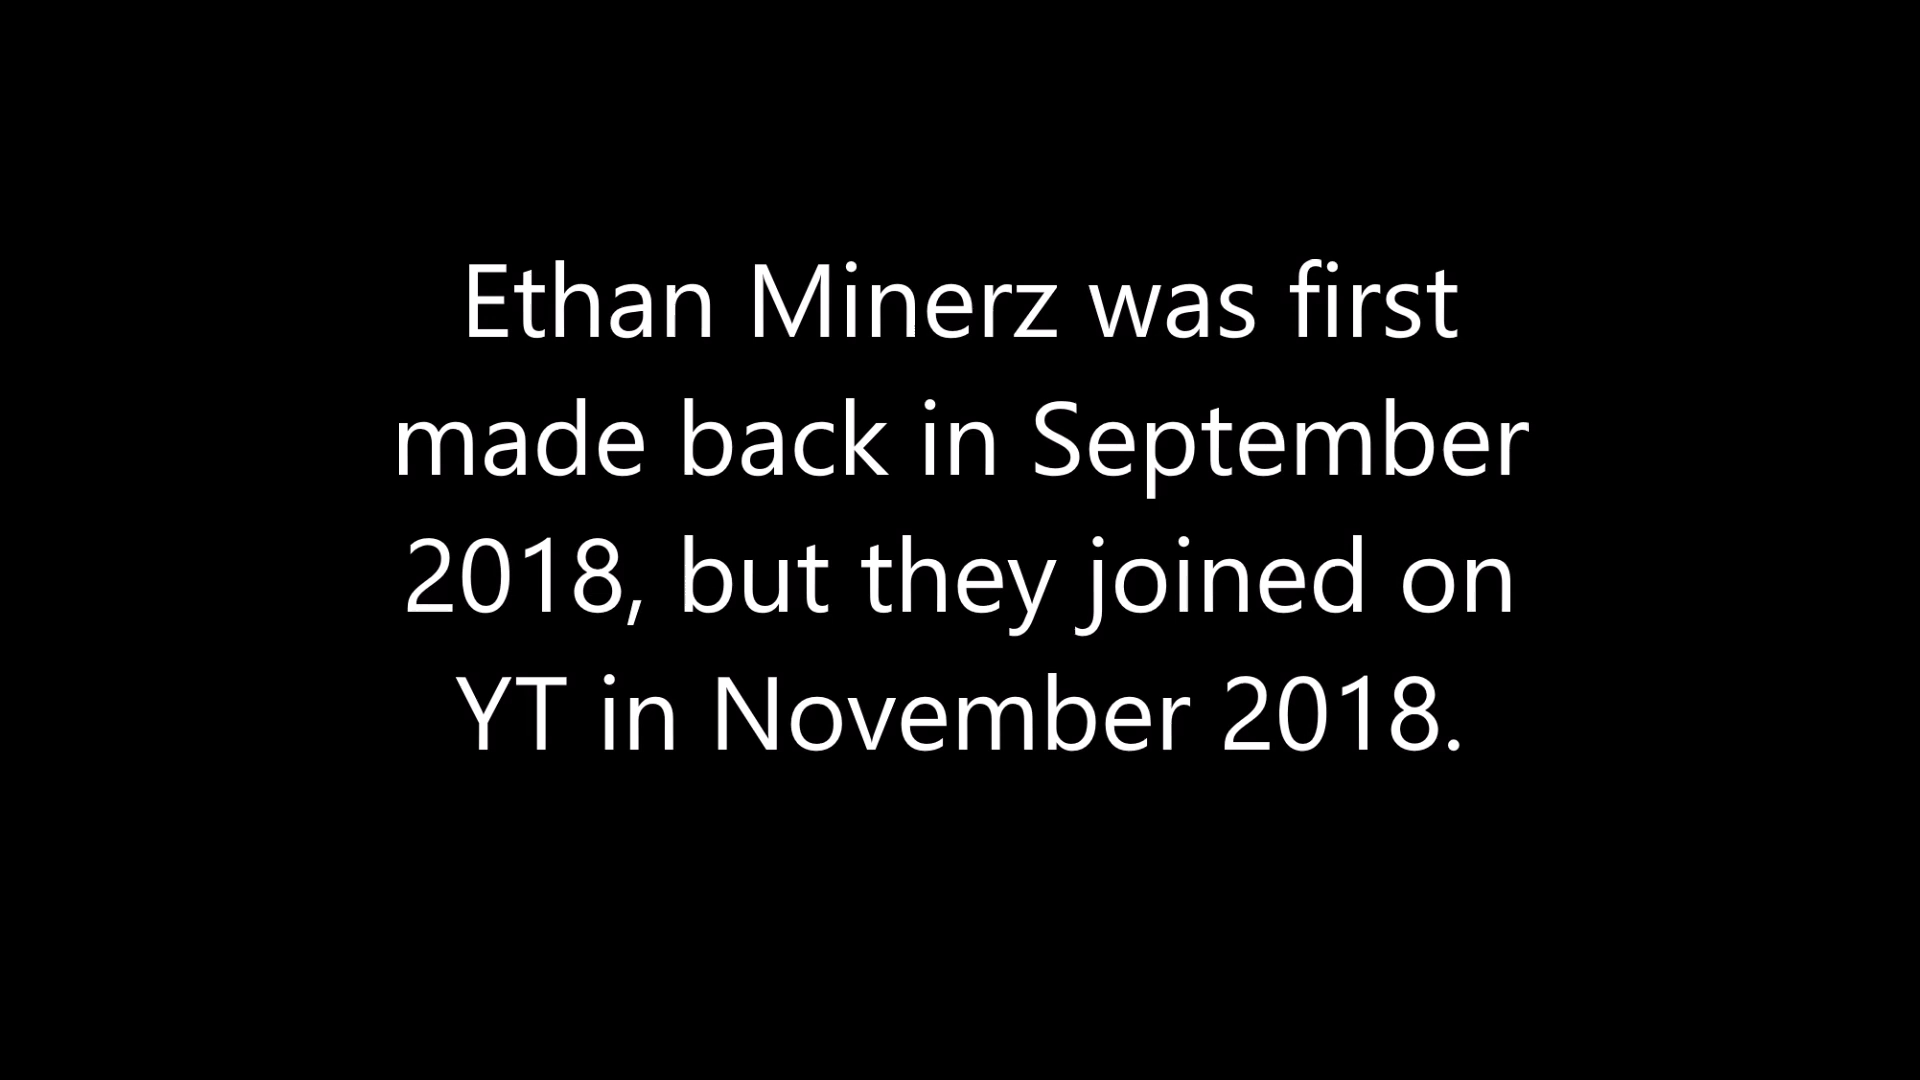 Ethan Minerz was first
made back in September
2018, but they joined on
YT in November 2018.